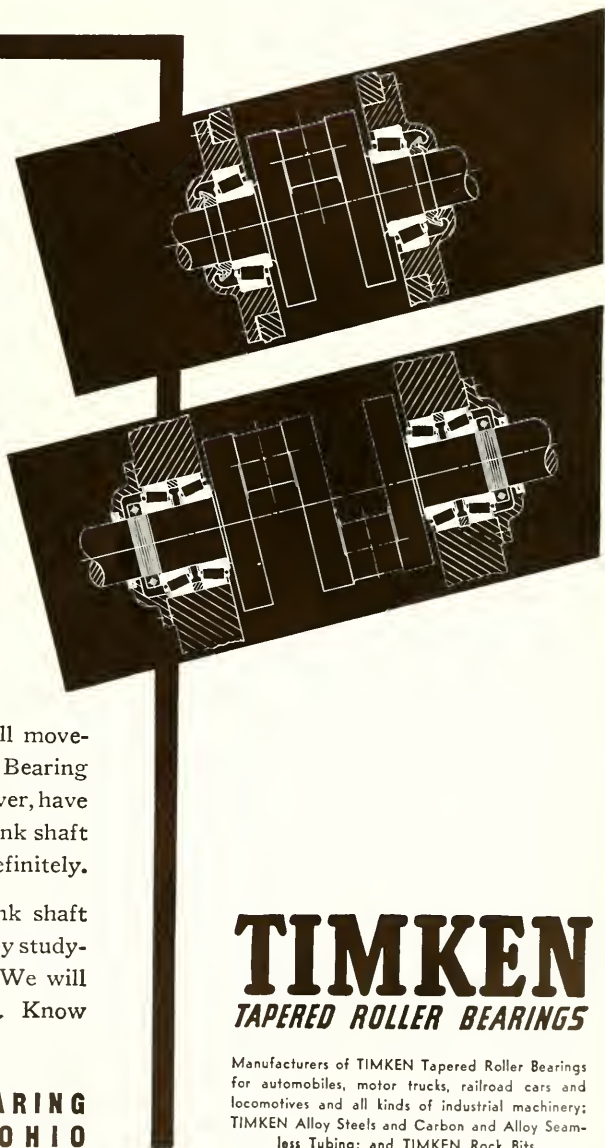 ll move-
Bearing
ver, have
nk shaft
efinitely.
nk shaft
y study-
We will
. Know
ARING
OHIO
TIMKEN
TAPERED ROLLER BEARINGS
Manufacturers of TIMKEN Tapered Roller Bearings
for automobiles, motor trucks, railroad cars and
locomotives and all kinds of industrial machinery;
TIMKEN Alloy Steels and Carbon and Alloy Seam-
less Tubing; and TIMKEN Rock Bits.